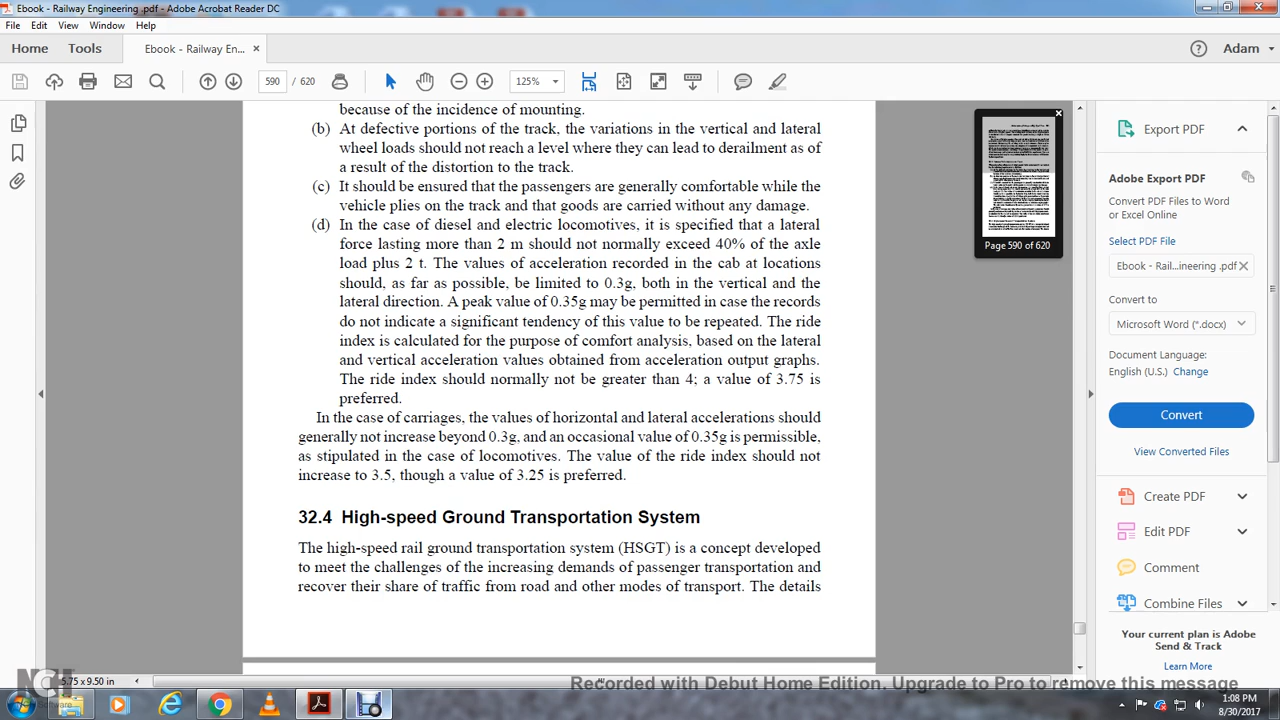 Ebook - Railway Engineering .pdf - Adobe Acrobat Reader DC
File Edit View Window Help
Home Tools Ebook - Railway En... × Adam
590 / 620 125%
because of the incidence of mounting.
(b) At defective portions of the track, the variations in the vertical and lateral
wheel loads should not reach a level where they can lead to derailment as of
a result of the distortion to the track.
(c) It should be ensured that the passengers are generally comfortable while the
vehicle plies on the track and that goods are carried without any damage.
(d) In the case of diesel and electric locomotives, it is specified that a lateral
force lasting more than 2 m should not normally exceed 40% of the axle
load plus 2 t. The values of acceleration recorded in the cab at locations
should, as far as possible, be limited to 0.3g, both in the vertical and the
lateral direction. A peak value of 0.35g may be permitted in case the records
do not indicate a significant tendency of this value to be repeated. The ride
index is calculated for the purpose of comfort analysis, based on the lateral
and vertical acceleration values obtained from acceleration output graphs.
The ride index should normally not be greater than 4; a value of 3.75 is
preferred.
In the case of carriages, the values of horizontal and lateral accelerations should
generally not increase beyond 0.3g, and an occasional value of 0.35g is permissible,
as stipulated in the case of locomotives. The value of the ride index should not
increase to 3.5, though a value of 3.25 is preferred.
32.4 High-speed Ground Transportation System
The high-speed rail ground transportation system (HSGT) is a concept developed
to meet the challenges of the increasing demands of passenger transportation and
recover their share of traffic from road and other modes of transport. The details
Page 590 of 620
Export PDF
Adobe Export PDF
Convert PDF Files to Word
or Excel Online
Select PDF File
Ebook - Rail...ineering .pdf
Convert to
Microsoft Word (*.docx)
Document Language:
English (U.S.) Change
Convert
View Converted Files
Create PDF
Edit PDF
Comment
Combine Files
Your current plan is Adobe
Send & Track
Learn More
5.75 x 9.50 in
NCH
Software
Recorded with Debut Home Edition. Upgrade to Pro to remove this message
1:08 PM
8/30/2017